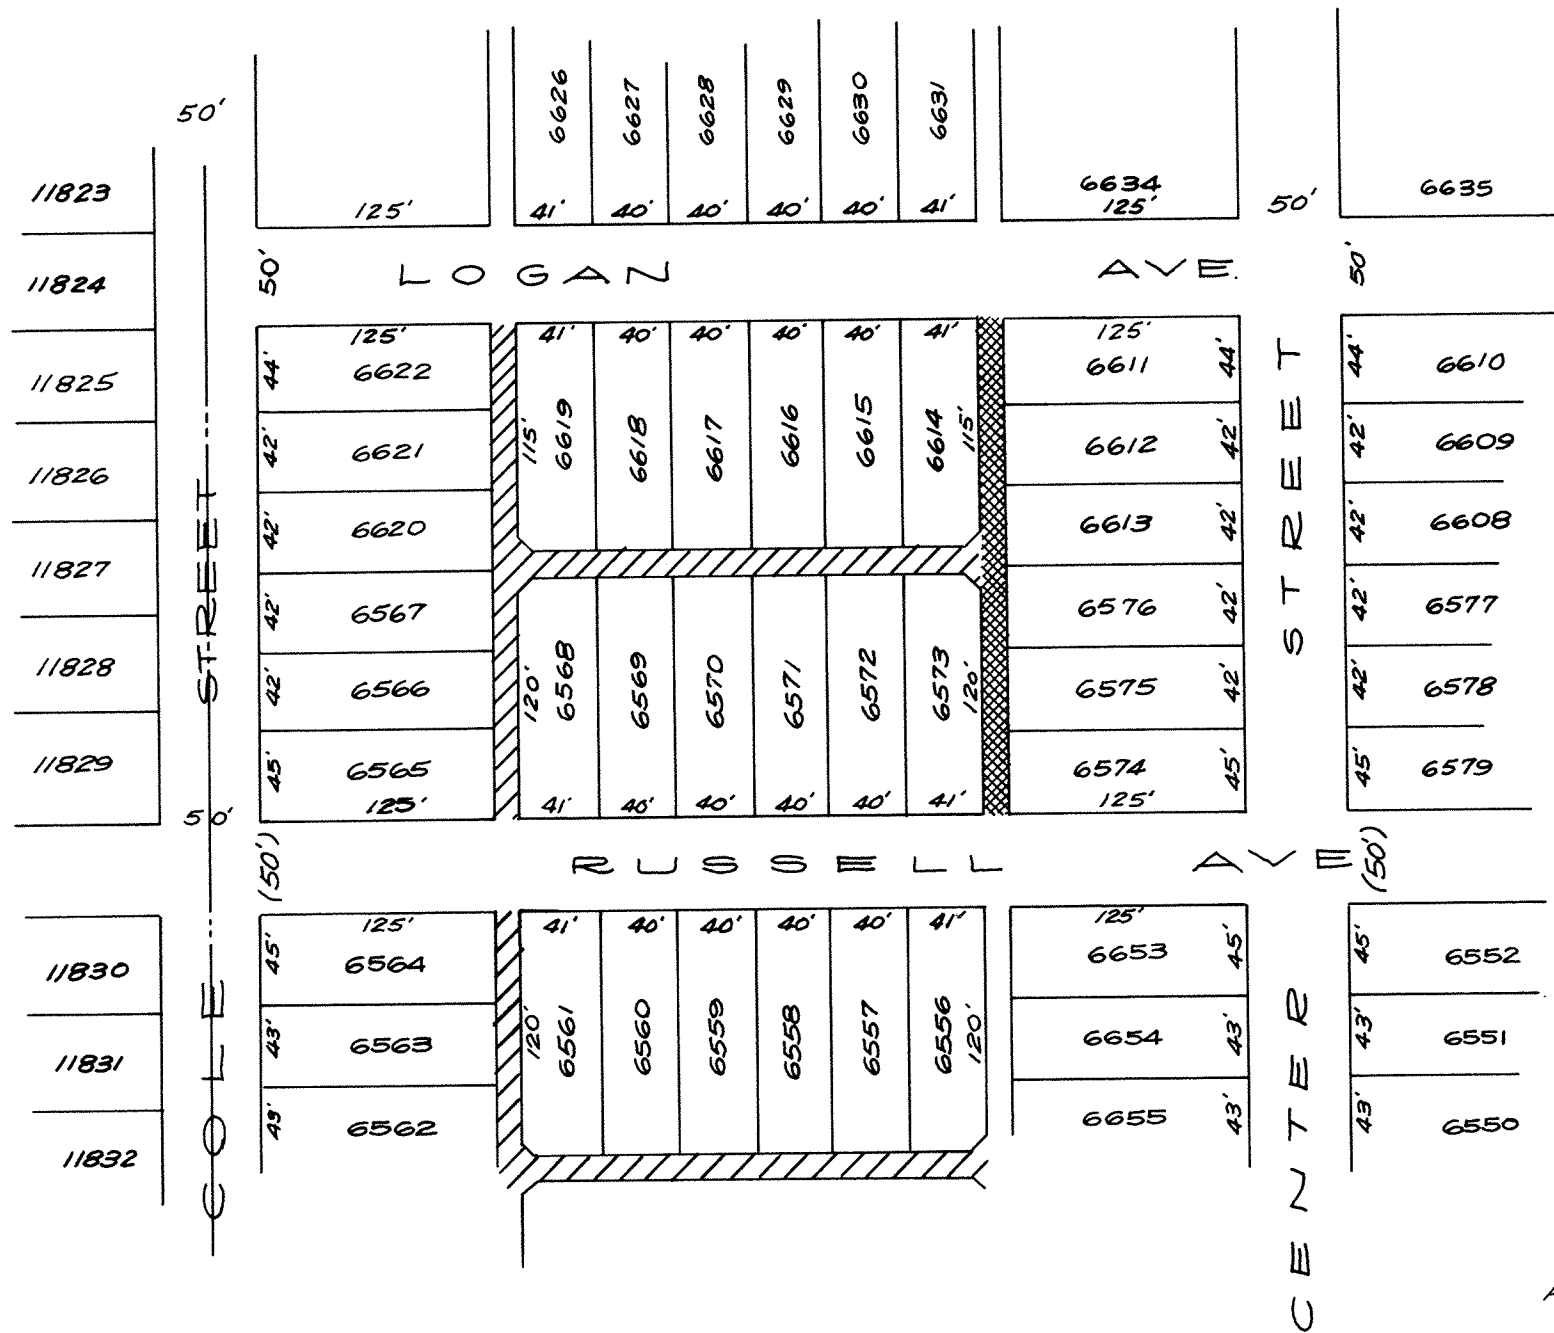 50'
6626 6627 6628 6629 6630 6631
11823 125' 41' 40' 40' 40' 40' 41' 6634 125' 50' 6635
11824 50' LOGAN AVE. 50'
125' 41' 40' 40' 40' 40' 41' 125'
11825 44' 6622 6611 44' 44' 6610
11826 42' 6621 115' 6619 6618 6617 6616 6615 6614 115' 6612 42' 42' 6609
42' 6620 6613 42' 42' 6608
11827 42' 6567 6576 42' 42' 6577
11828 42' 6566 120' 6568 6569 6570 6571 6572 6573 120' 6575 42' 42' 6578
11829 45' 6565 6574 45' 45' 6579
125' 41' 40' 40' 40' 40' 41' 125'
50'
(50') RUSSELL AVE (50')
125' 41' 40' 40' 40' 40' 41' 125'
11830 45' 6564 6653 45' 45' 6552
11831 43' 6563 120' 6561 6560 6559 6558 6557 6556 120' 6654 43' 43' 6551
11832 43' 6562 6655 43' 43' 6550
COLE STREET
CENTER STREET